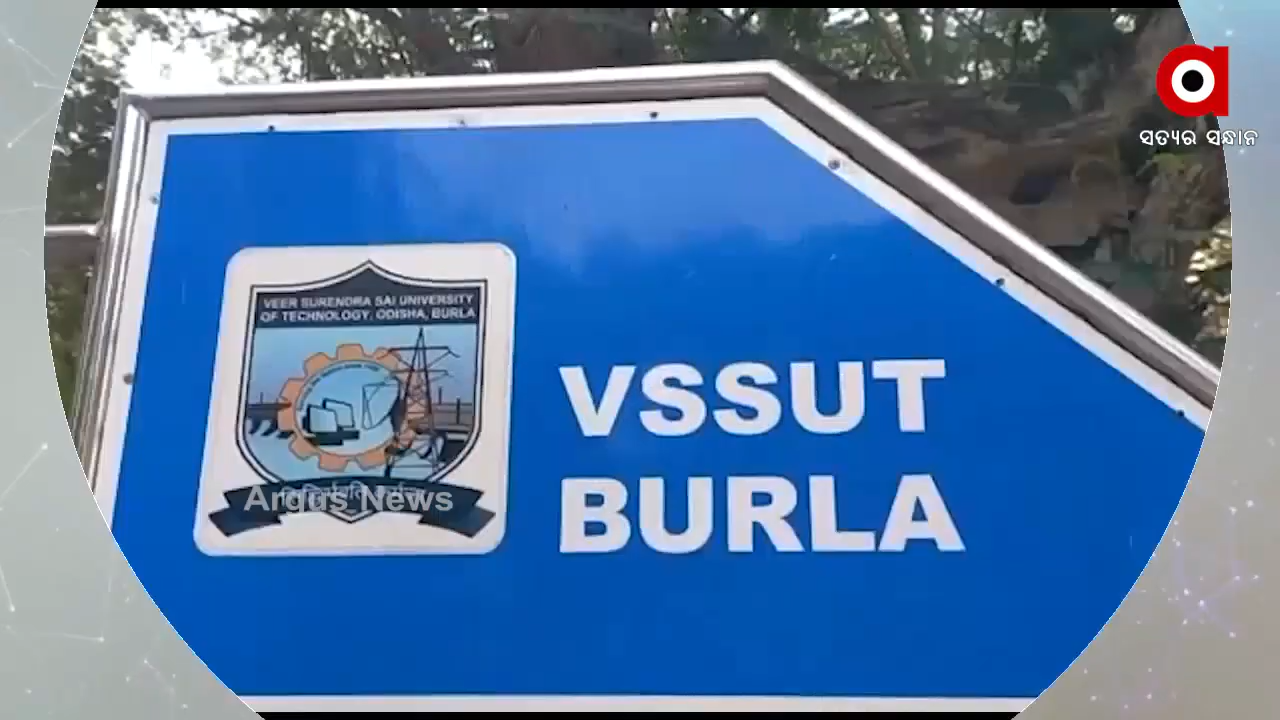 ସତ୍ୟର ସନ୍ଧାନ
VEER SURENDRA SAI UNIVERSITY
OF TECHNOLOGY, ODISHA, BURLA
VSSUT
BURLA
Argus News